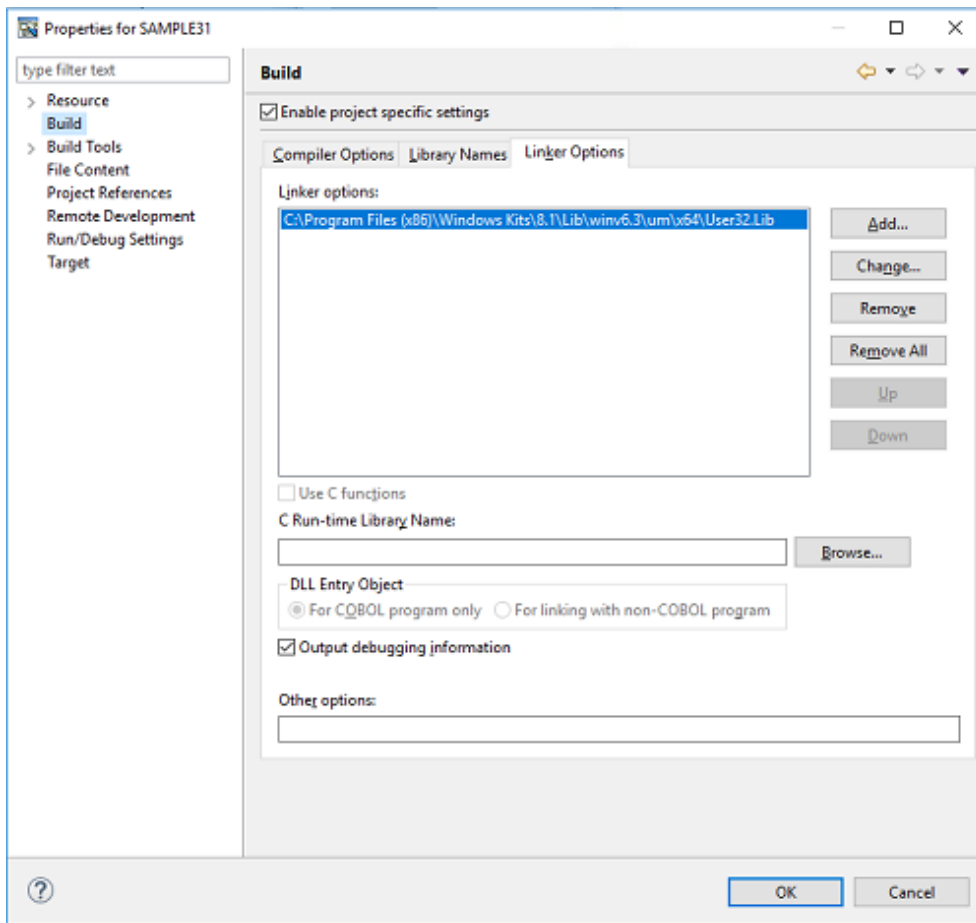 Properties for SAMPLE31
type filter text
Resource
Build
Build Tools
File Content
Project References
Remote Development
Run/Debug Settings
Target
Build
Enable project specific settings
Compiler Options Library Names Linker Options
Linker options:
C:\Program Files (x86)\Windows Kits\8.1\Lib\winv6.3\um\x64\User32.Lib
Add...
Change...
Remove
Remove All
Up
Down
Use C functions
C Run-time Library Name:
Browse...
DLL Entry Object
For COBOL program only For linking with non-COBOL program
Output debugging information
Other options:
?
OK Cancel